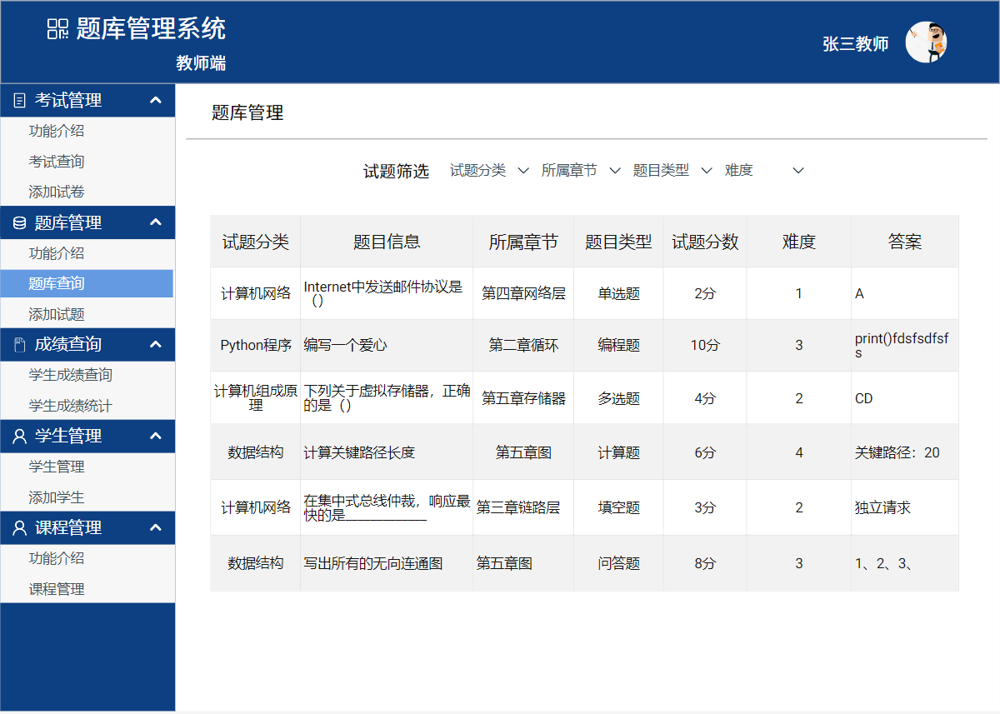 题库管理系统
教师端
张三教师
考试管理
功能介绍
考试查询
添加试卷
题库管理
功能介绍
题库查询
添加试题
成绩查询
学生成绩查询
学生成绩统计
学生管理
学生管理
添加学生
课程管理
功能介绍
课程管理
题库管理
试题筛选 试题分类 所属章节 题目类型 难度
试题分类 题目信息 所属章节 题目类型 试题分数 难度 答案
计算机网络 Internet中发送邮件协议是
（） 第四章网络层 单选题 2分 1 A
Python程序 编写一个爱心 第二章循环 编程题 10分 3 print()fdsfsdfsf
s
计算机组成原
理 下列关于虚拟存储器，正确
的是（） 第五章存储器 多选题 4分 2 CD
数据结构 计算关键路径长度 第五章图 计算题 6分 4 关键路径：20
计算机网络 在集中式总线仲裁，响应最
快的是_____________ 第三章链路层 填空题 3分 2 独立请求
数据结构 写出所有的无向连通图 第五章图 问答题 8分 3 1、2、3、